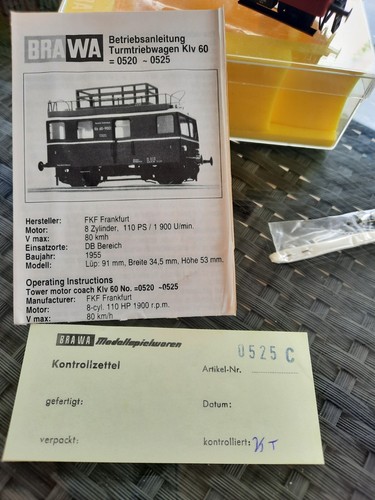 BRAWA
Betriebsanleitung
Turmtriebwagen Klv 60
= 0520 ~ 0525
Hersteller: FKF Frankfurt
Motor: 8 Zylinder, 110 PS / 1 900 U/min.
V max: 80 kmh
Einsatzorte: DB Bereich
Baujahr: 1955
Modell: Lüp: 91 mm, Breite 34,5 mm, Höhe 53 mm.
Operating Instructions
Tower motor coach Klv 60 No. =0520 ~0525
Manufacturer: FKF Frankfurt
Motor: 8-cyl. 110 HP 1900 r.p.m.
V max: 80 km/h
BRAWA Modellspielwaren
0525 C
Kontrollzettel
Artikel-Nr.
gefertigt:
Datum:
verpackt:
kontrolliert: